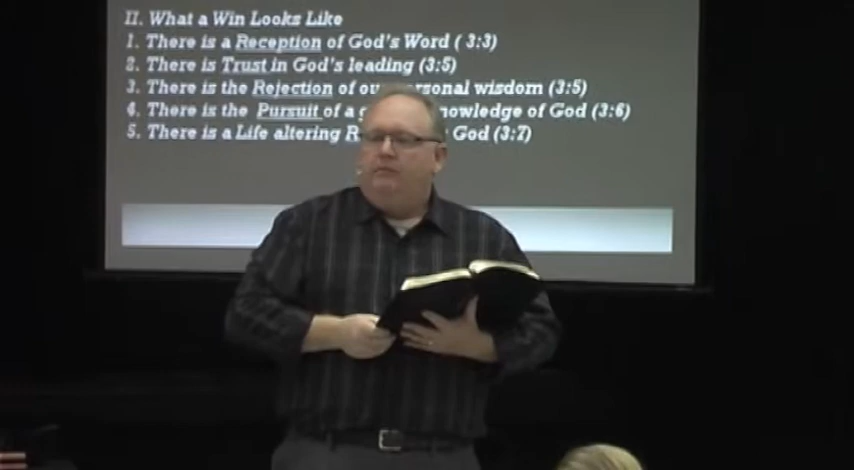 II. What a Win Looks Like
1. There is a Reception of God's Word ( 3:3)
2. There is Trust in God's leading (3:5)
3. There is the Rejection of our personal wisdom (3:5)
4. There is the Pursuit of a knowledge of God (3:6)
5. There is a Life altering God (3:7)